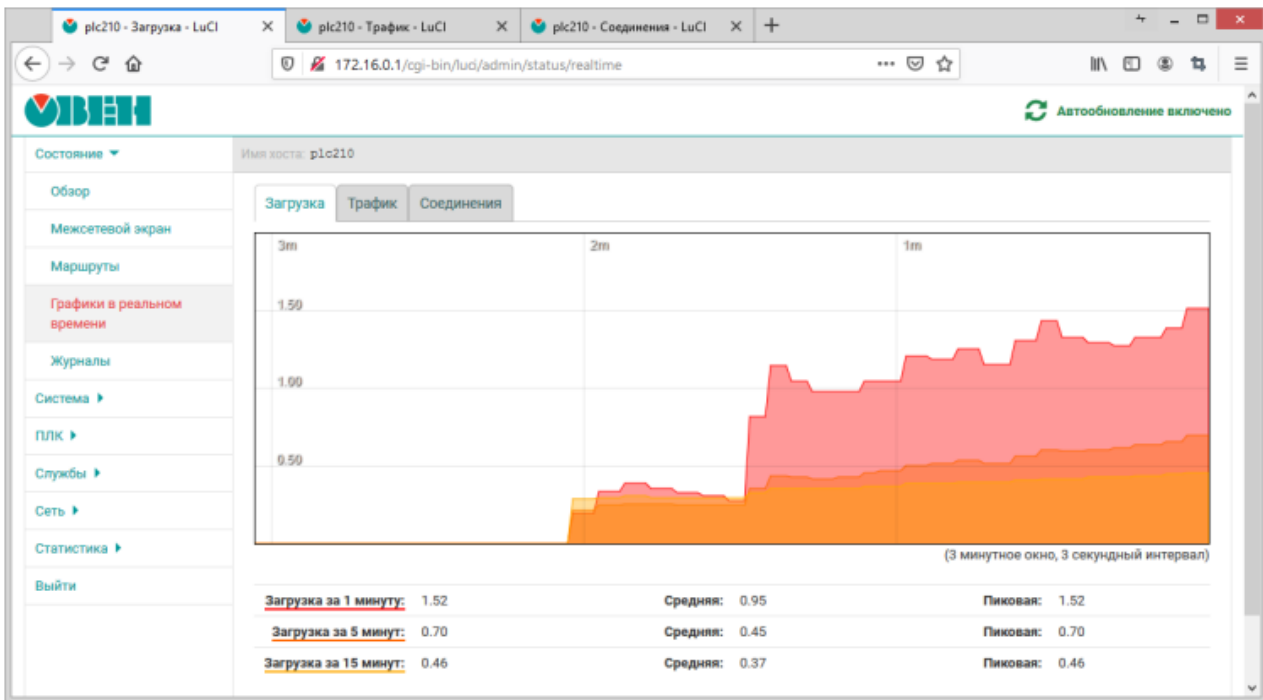 plc210 - Загрузка - LuCI
plc210 - Трафик - LuCI
plc210 - Соединения - LuCI
172.16.0.1/cgi-bin/luci/admin/status/realtime
ОВЕН
Автообновление включено
Состояние
Имя хоста: plc210
Обзор
Межсетевой экран
Маршруты
Графики в реальном
времени
Журналы
Система
ПЛК
Службы
Сеть
Статистика
Выйти
Загрузка Трафик Соединения
3m 2m 1m
1.50
1.00
0.50
(3 минутное окно, 3 секундный интервал)
Загрузка за 1 минуту: 1.52 Средняя: 0.95 Пиковая: 1.52
Загрузка за 5 минут: 0.70 Средняя: 0.45 Пиковая: 0.70
Загрузка за 15 минут: 0.46 Средняя: 0.37 Пиковая: 0.46